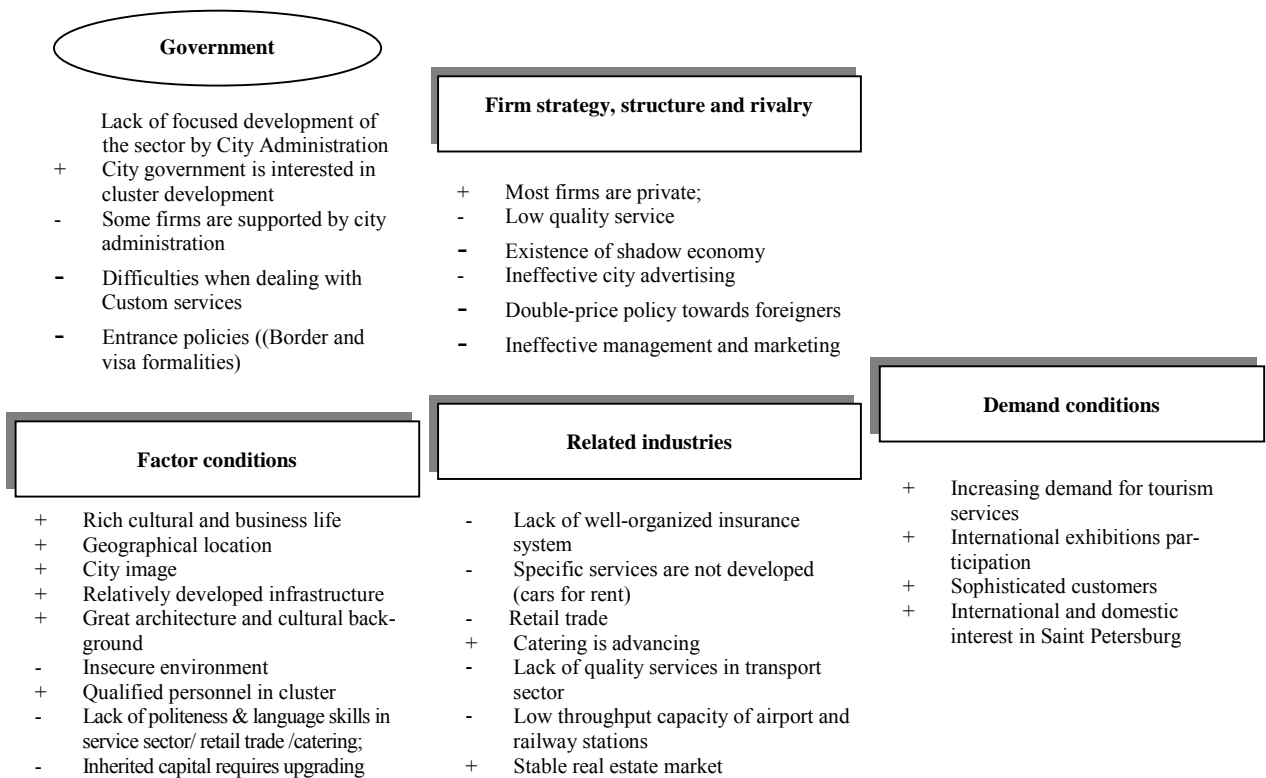 Government
Lack of focused development of
the sector by City Administration
+ City government is interested in
cluster development
- Some firms are supported by city
administration
- Difficulties when dealing with
Custom services
- Entrance policies ((Border and
visa formalities)
Firm strategy, structure and rivalry
+ Most firms are private;
- Low quality service
- Existence of shadow economy
- Ineffective city advertising
- Double-price policy towards foreigners
- Ineffective management and marketing
Factor conditions
+ Rich cultural and business life
+ Geographical location
+ City image
+ Relatively developed infrastructure
+ Great architecture and cultural back-
ground
- Insecure environment
+ Qualified personnel in cluster
- Lack of politeness & language skills in
service sector/ retail trade /catering;
- Inherited capital requires upgrading
Related industries
- Lack of well-organized insurance
system
- Specific services are not developed
(cars for rent)
- Retail trade
+ Catering is advancing
- Lack of quality services in transport
sector
- Low throughput capacity of airport and
railway stations
+ Stable real estate market
Demand conditions
+ Increasing demand for tourism
services
+ International exhibitions par-
ticipation
+ Sophisticated customers
+ International and domestic
interest in Saint Petersburg